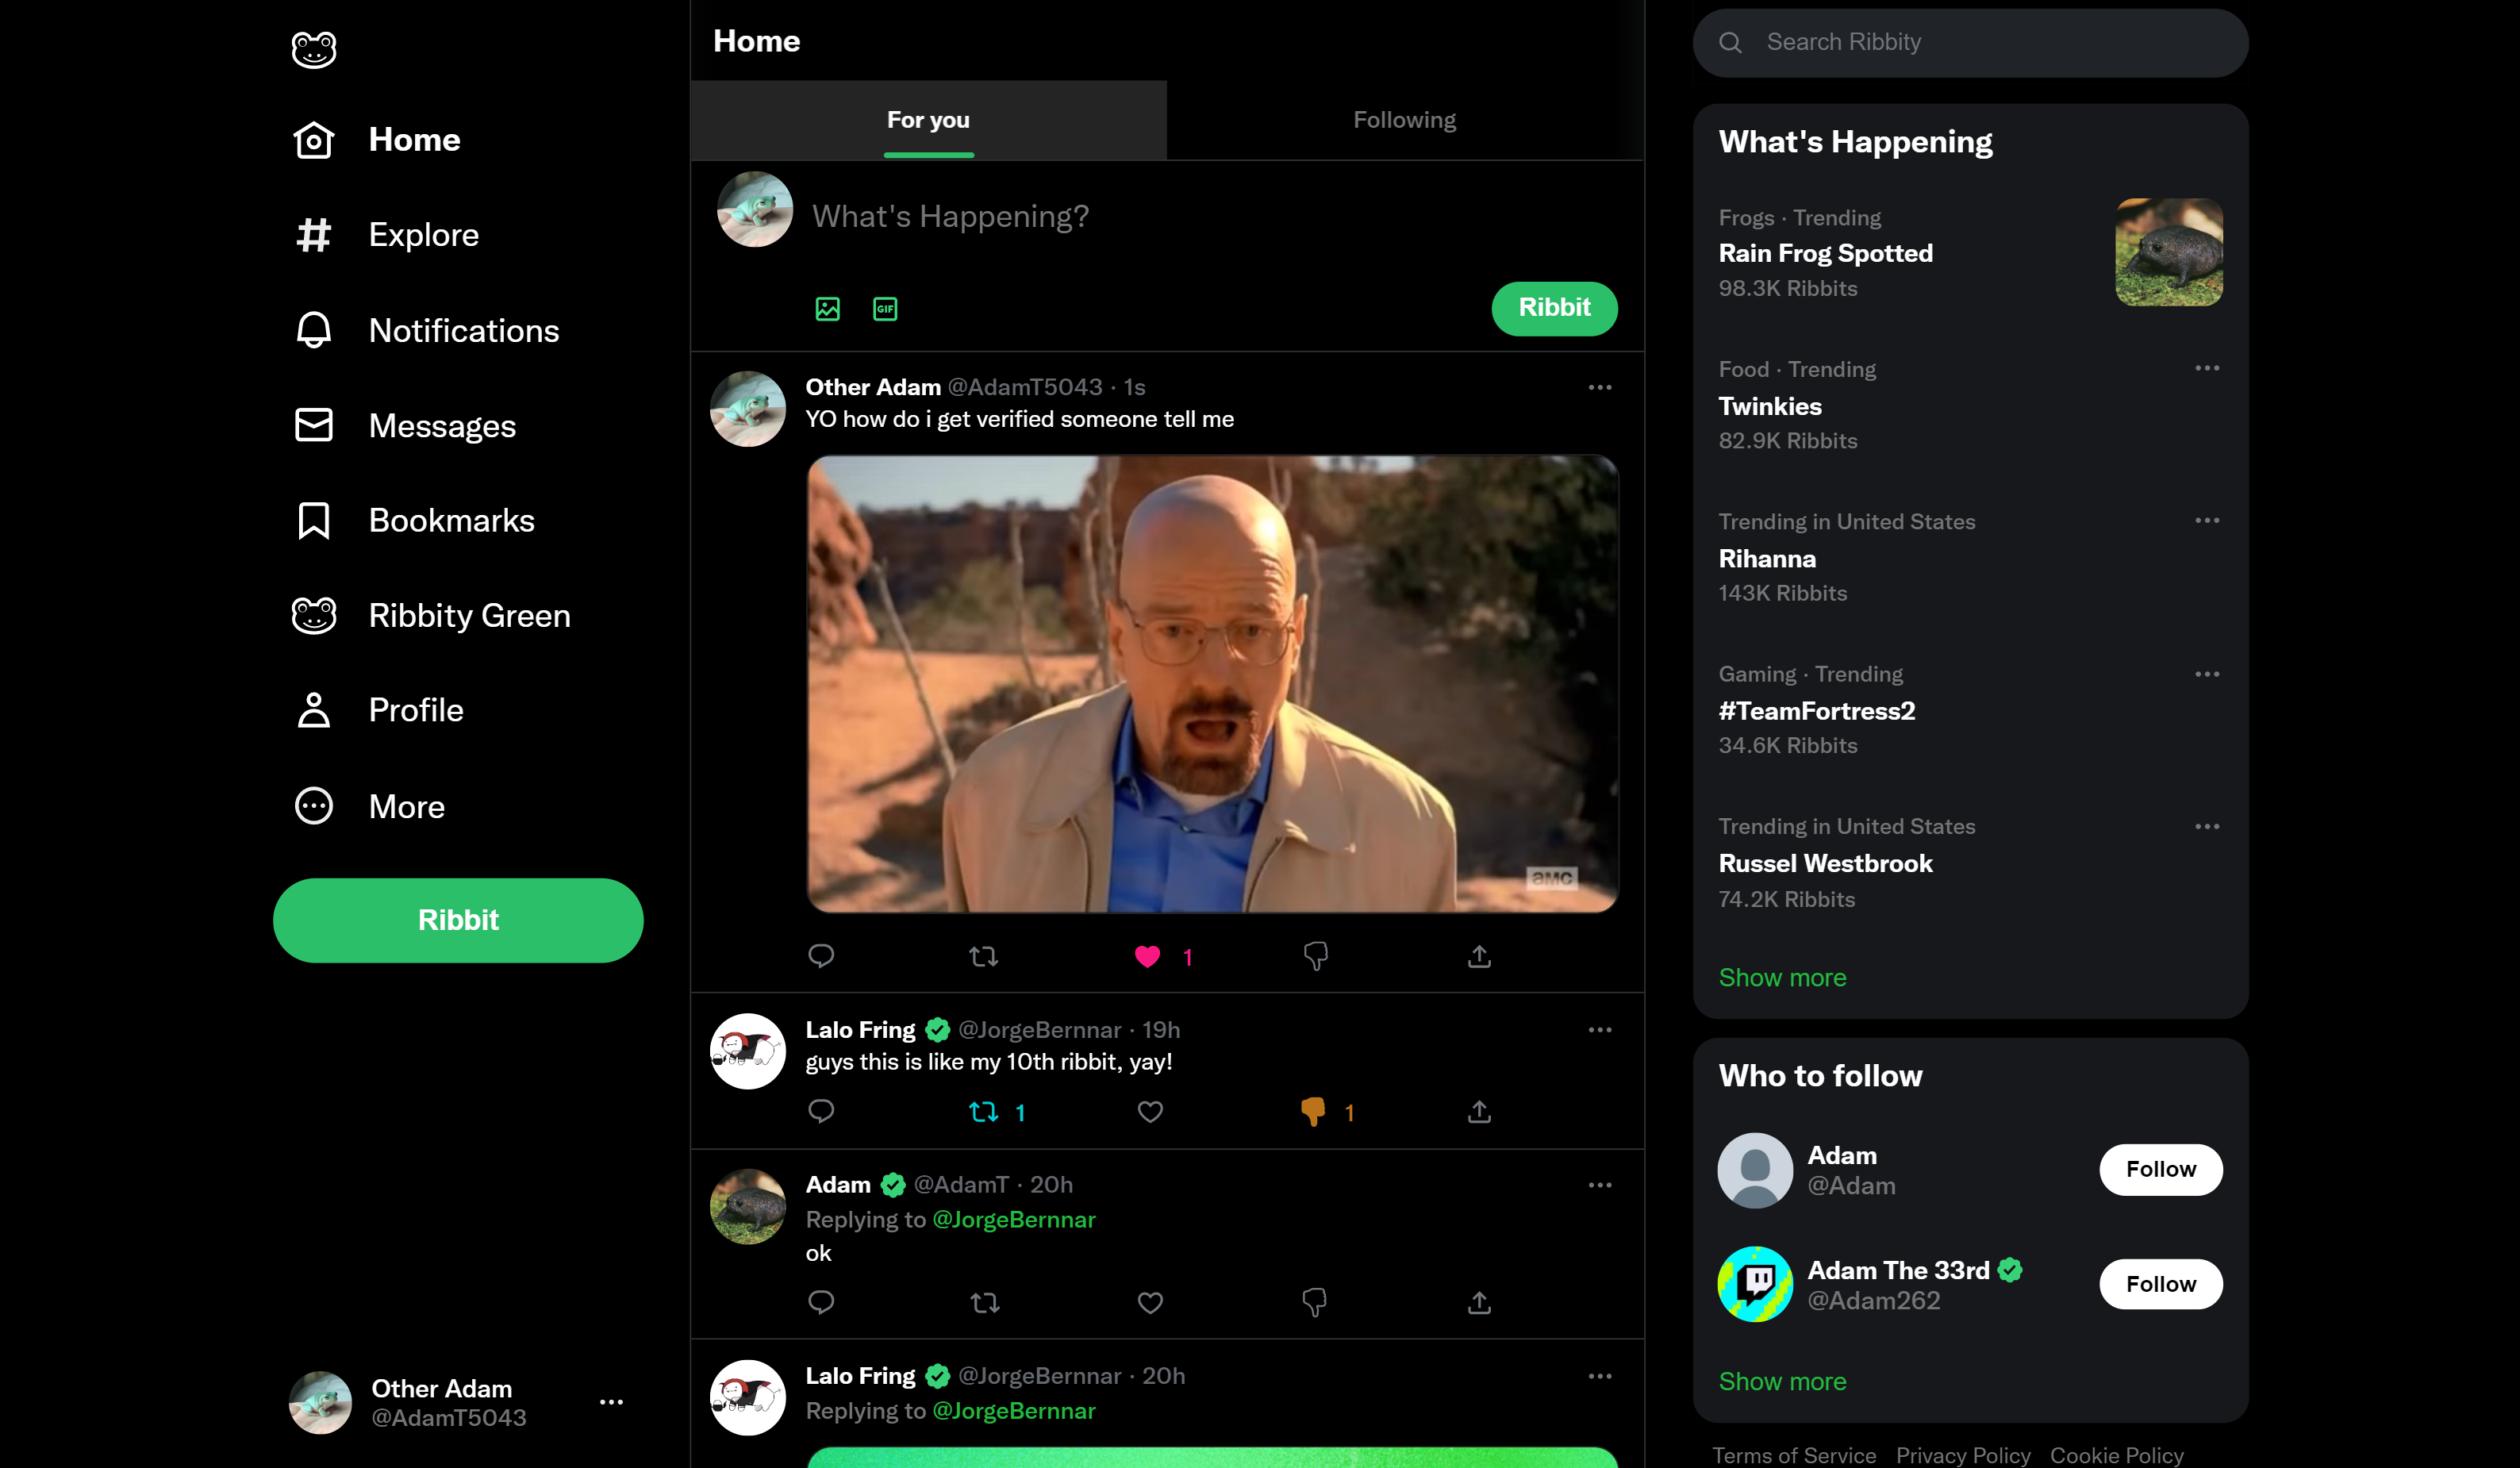 Home
Explore
Notifications
Messages
Bookmarks
Ribbity Green
Profile
More
Ribbit
Other Adam
@AdamT5043
Home
For you
Following
What's Happening?
GIF
Ribbit
Other Adam @AdamT5043 · 1s
YO how do i get verified someone tell me
amc
1
Lalo Fring @JorgeBernnar · 19h
guys this is like my 10th ribbit, yay!
1 1
Adam @AdamT · 20h
Replying to @JorgeBernnar
ok
Lalo Fring @JorgeBernnar · 20h
Replying to @JorgeBernnar
Search Ribbity
What's Happening
Frogs · Trending
Rain Frog Spotted
98.3K Ribbits
Food · Trending
Twinkies
82.9K Ribbits
Trending in United States
Rihanna
143K Ribbits
Gaming · Trending
#TeamFortress2
34.6K Ribbits
Trending in United States
Russel Westbrook
74.2K Ribbits
Show more
Who to follow
Adam
@Adam
Follow
Adam The 33rd
@Adam262
Follow
Show more
Terms of Service Privacy Policy Cookie Policy